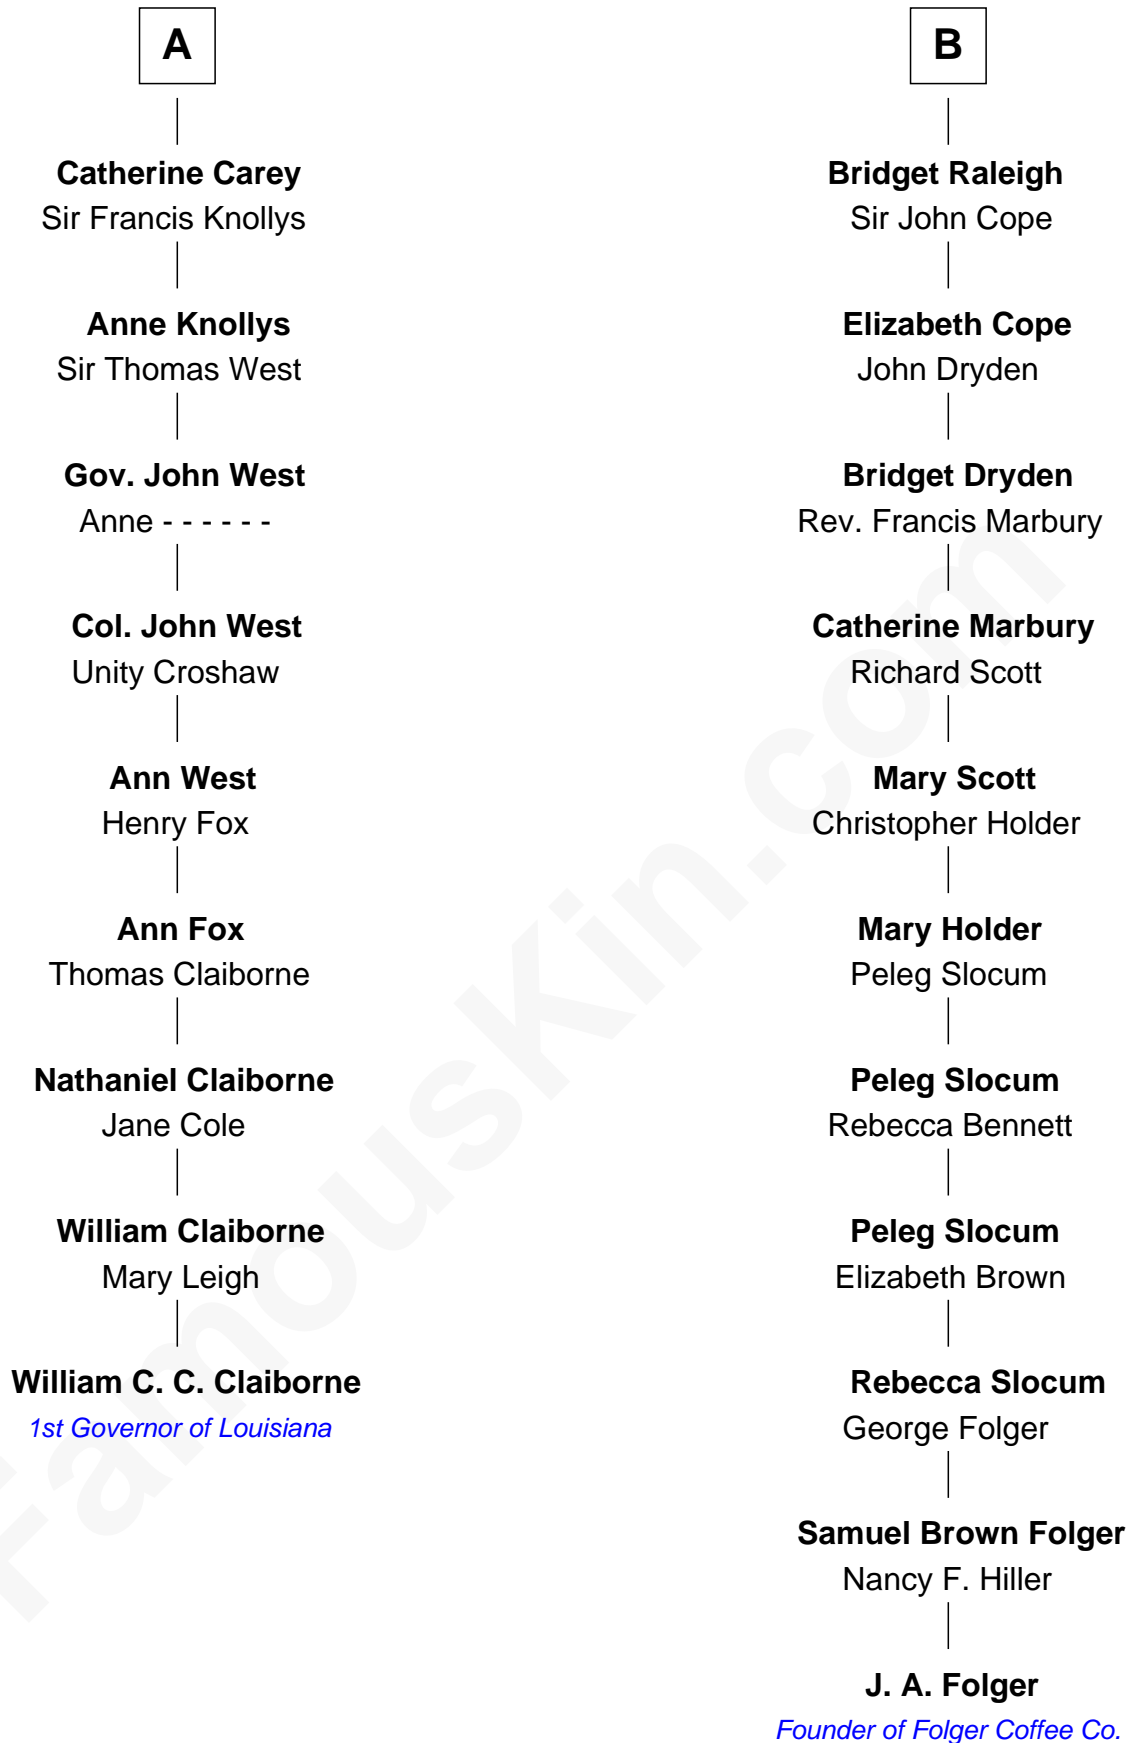 A
Catherine Carey
Sir Francis Knollys
Anne Knollys
Sir Thomas West
Gov. John West
Anne - - - - - -
Col. John West
Unity Croshaw
Ann West
Henry Fox
Ann Fox
Thomas Claiborne
Nathaniel Claiborne
Jane Cole
William Claiborne
Mary Leigh
William C. C. Claiborne
1st Governor of Louisiana
B
Bridget Raleigh
Sir John Cope
Elizabeth Cope
John Dryden
Bridget Dryden
Rev. Francis Marbury
Catherine Marbury
Richard Scott
Mary Scott
Christopher Holder
Mary Holder
Peleg Slocum
Peleg Slocum
Rebecca Bennett
Peleg Slocum
Elizabeth Brown
Rebecca Slocum
George Folger
Samuel Brown Folger
Nancy F. Hiller
J. A. Folger
Founder of Folger Coffee Co.
FamousKin.com